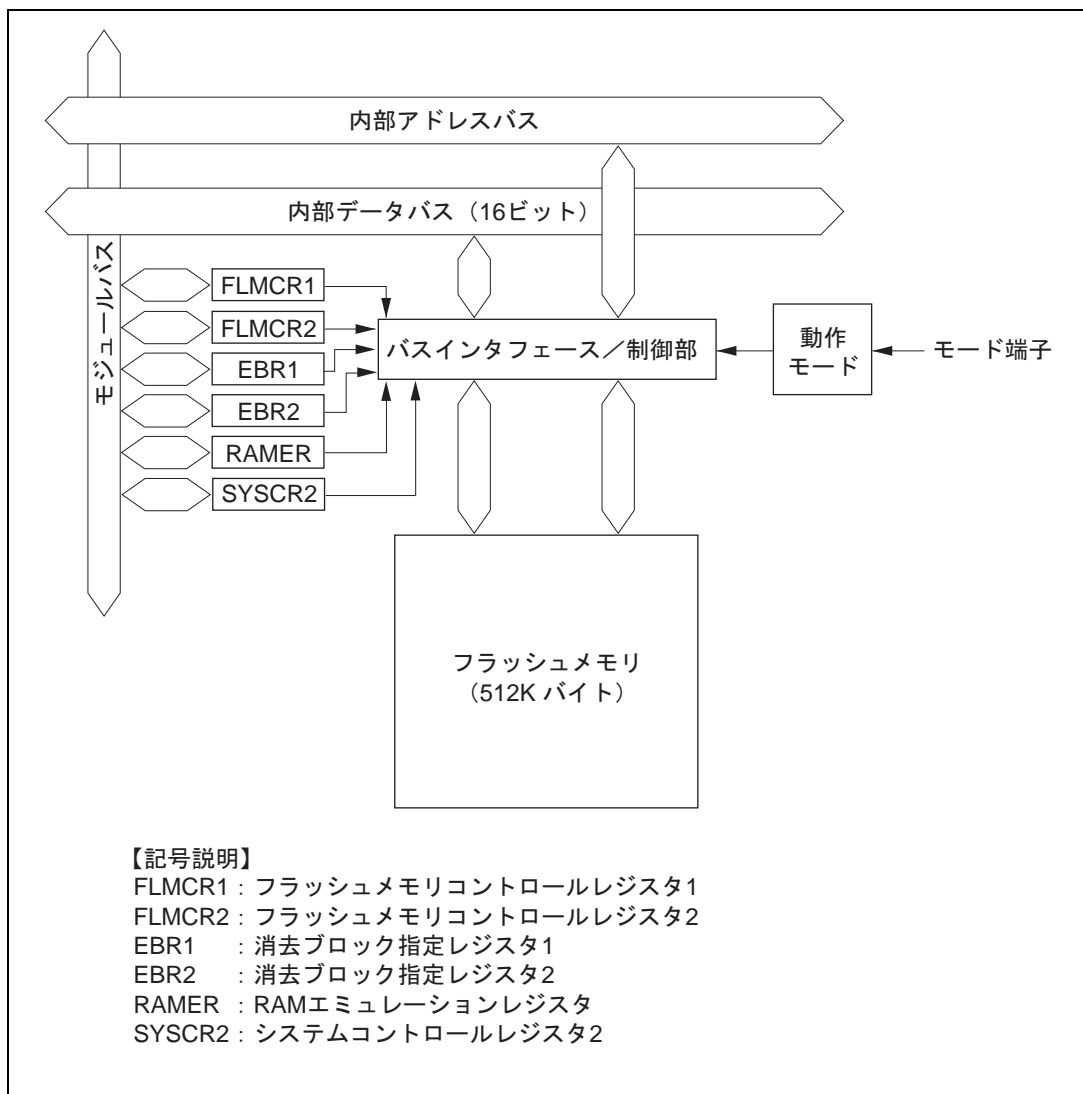 内部アドレスバス
内部データバス（16ビット）
モジュールバス
FLMCR1
FLMCR2
EBR1
EBR2
RAMER
SYSCR2
バスインタフェース／制御部
動作
モード
モード端子
フラッシュメモリ
（512K バイト）
【記号説明】
FLMCR1 : フラッシュメモリコントロールレジスタ1
FLMCR2 : フラッシュメモリコントロールレジスタ2
EBR1 : 消去ブロック指定レジスタ1
EBR2 : 消去ブロック指定レジスタ2
RAMER : RAMエミュレーションレジスタ
SYSCR2 : システムコントロールレジスタ2